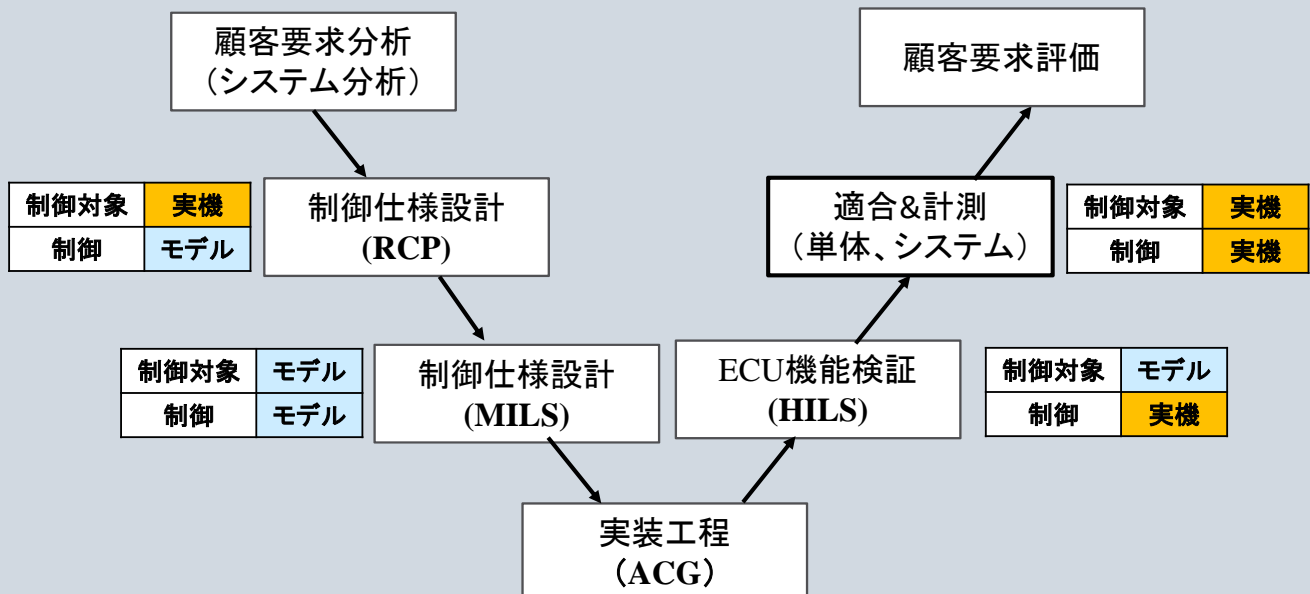 顧客要求分析
（システム分析）
顧客要求評価
制御対象 実機
制御 モデル
制御仕様設計
(RCP)
適合&計測
（単体、システム）
制御対象 実機
制御 実機
制御対象 モデル
制御 モデル
制御仕様設計
(MILS)
ECU機能検証
(HILS)
制御対象 モデル
制御 実機
実装工程
（ACG）